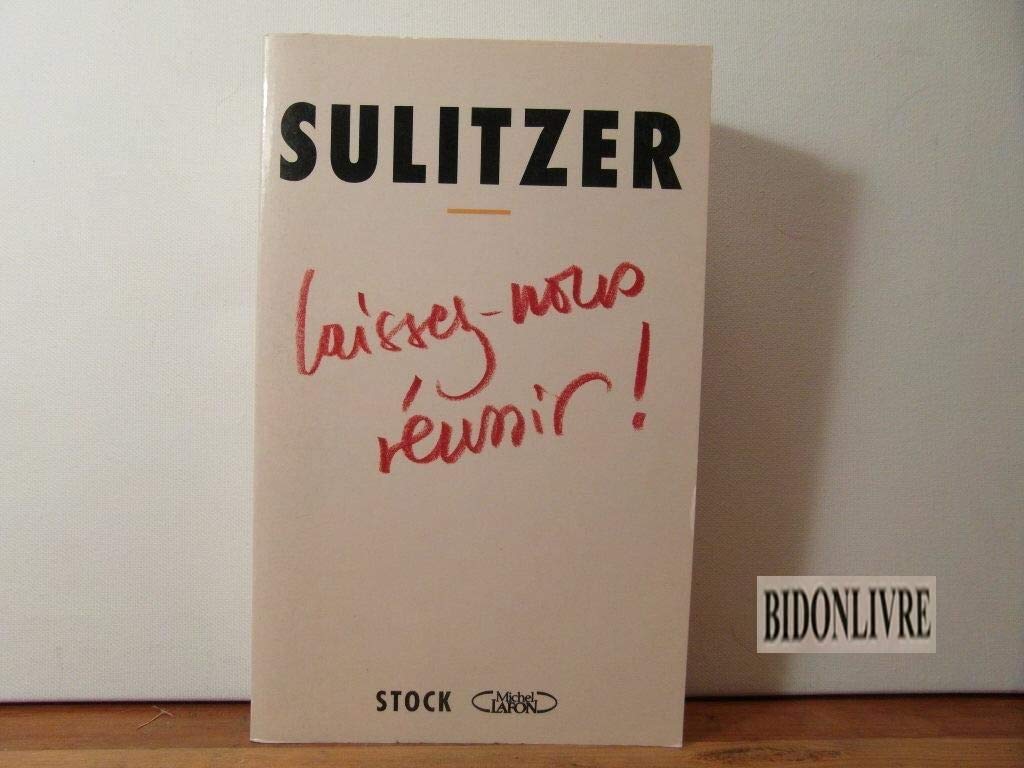 SULITZER
laissez-nous
réussir !
BIDONLIVRE
STOCK Michel LAFON